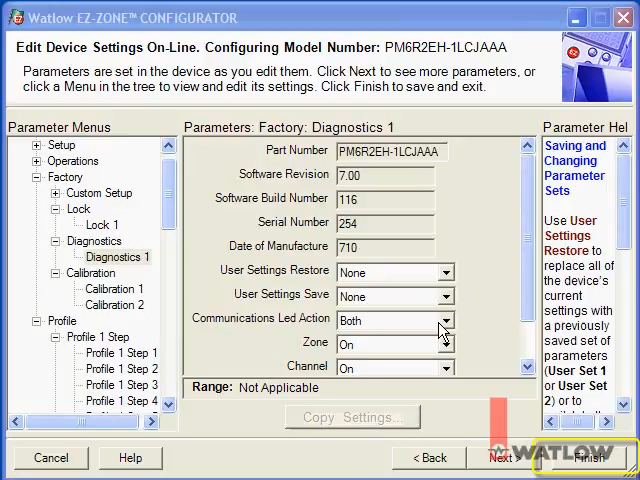 Watlow EZ-ZONE™ CONFIGURATOR
Edit Device Settings On-Line. Configuring Model Number: PM6R2EH-1LCJAAA
Parameters are set in the device as you edit them. Click Next to see more parameters, or
click a Menu in the tree to view and edit its settings. Click Finish to save and exit.
Parameter Menus
Setup
Operations
Factory
Custom Setup
Lock
Lock 1
Diagnostics
Diagnostics 1
Calibration
Calibration 1
Calibration 2
Profile
Profile 1 Step
Profile 1 Step 1
Profile 1 Step 2
Profile 1 Step 3
Profile 1 Step 4
Parameters: Factory: Diagnostics 1
Part Number PM6R2EH-1LCJAAA
Software Revision 7.00
Software Build Number 116
Serial Number 254
Date of Manufacture 710
User Settings Restore None
User Settings Save None
Communications Led Action Both
Zone On
Channel On
Range: Not Applicable
Copy Settings...
Parameter Hel
Saving and
Changing
Parameter
Sets
Use User
Settings
Restore to
replace all of
the device's
current
settings with
a previously
saved set of
parameters
(User Set 1
or User Set
2) or to
Cancel
Help
< Back
Next >
Finish
WATLOW